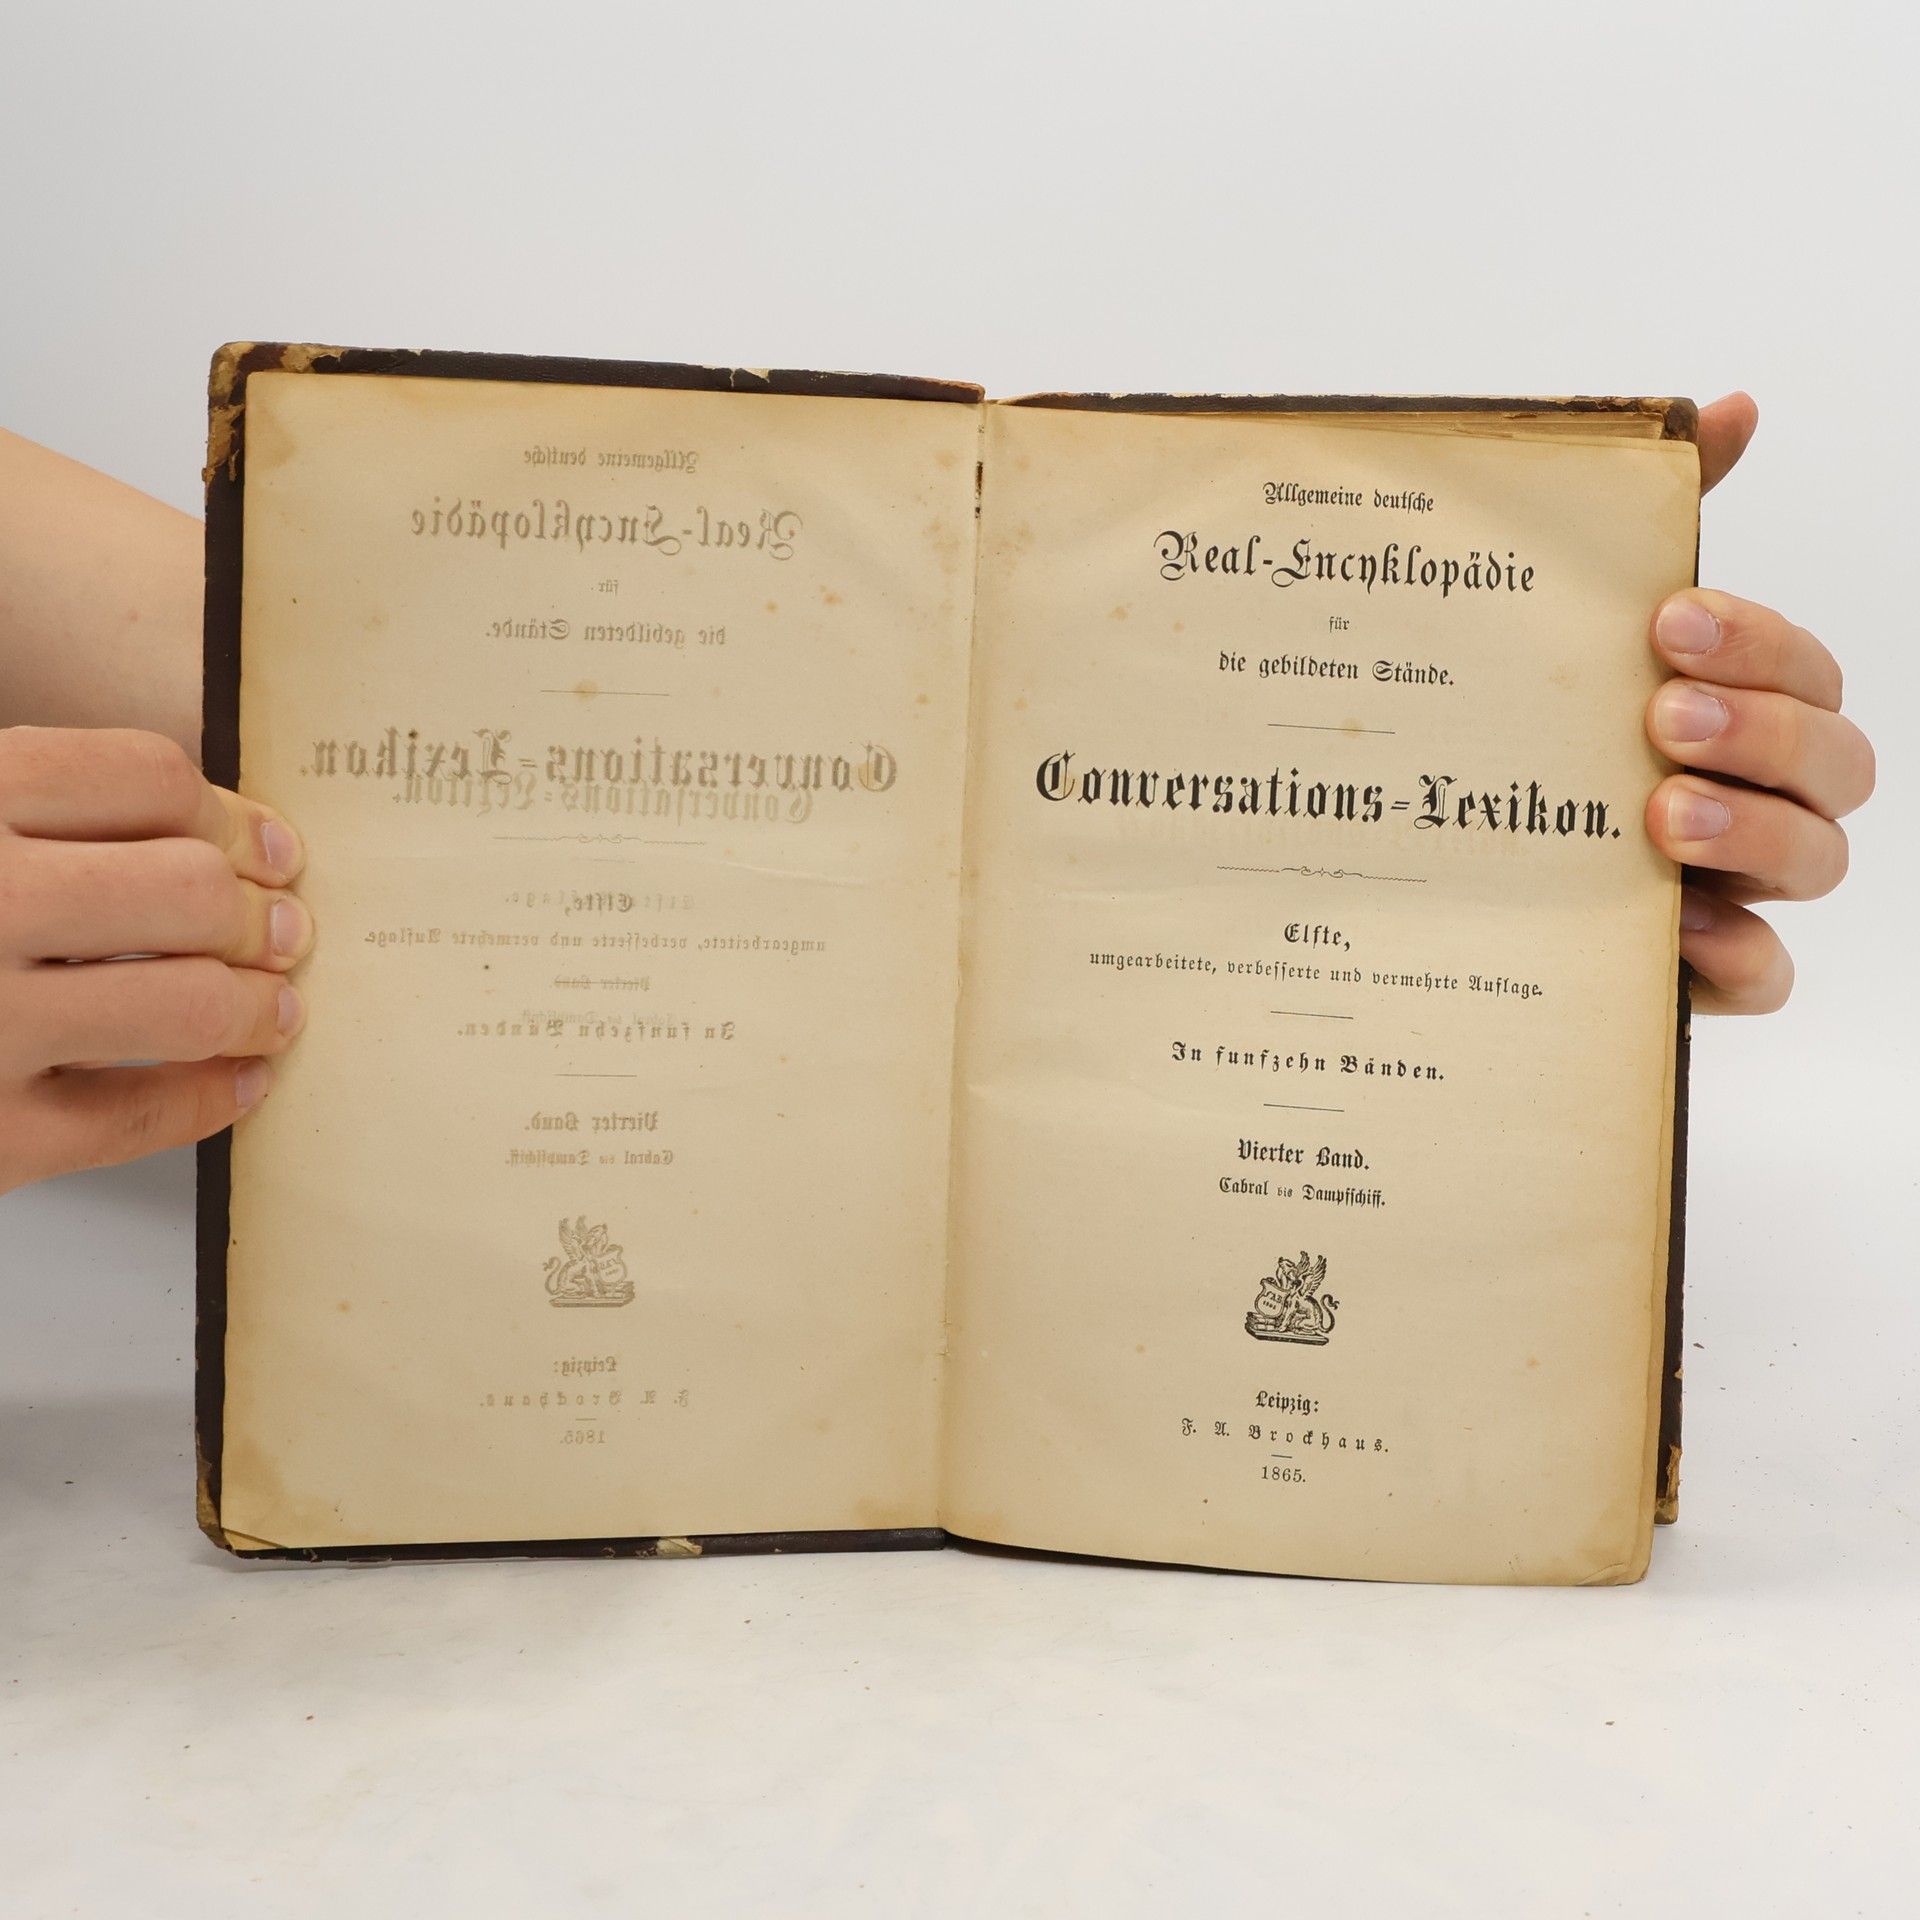 Allgemeine deutsche
Real-Encyklopädie
für
die gebildeten Stände.
Conversations-Lexikon.
Elfte,
umgearbeitete, verbesserte und vermehrte Auflage.
In funfzehn Bänden.
Vierter Band.
Cabral bis Dampfschiff.
Leipzig:
F. A. Brockhaus.
1865.